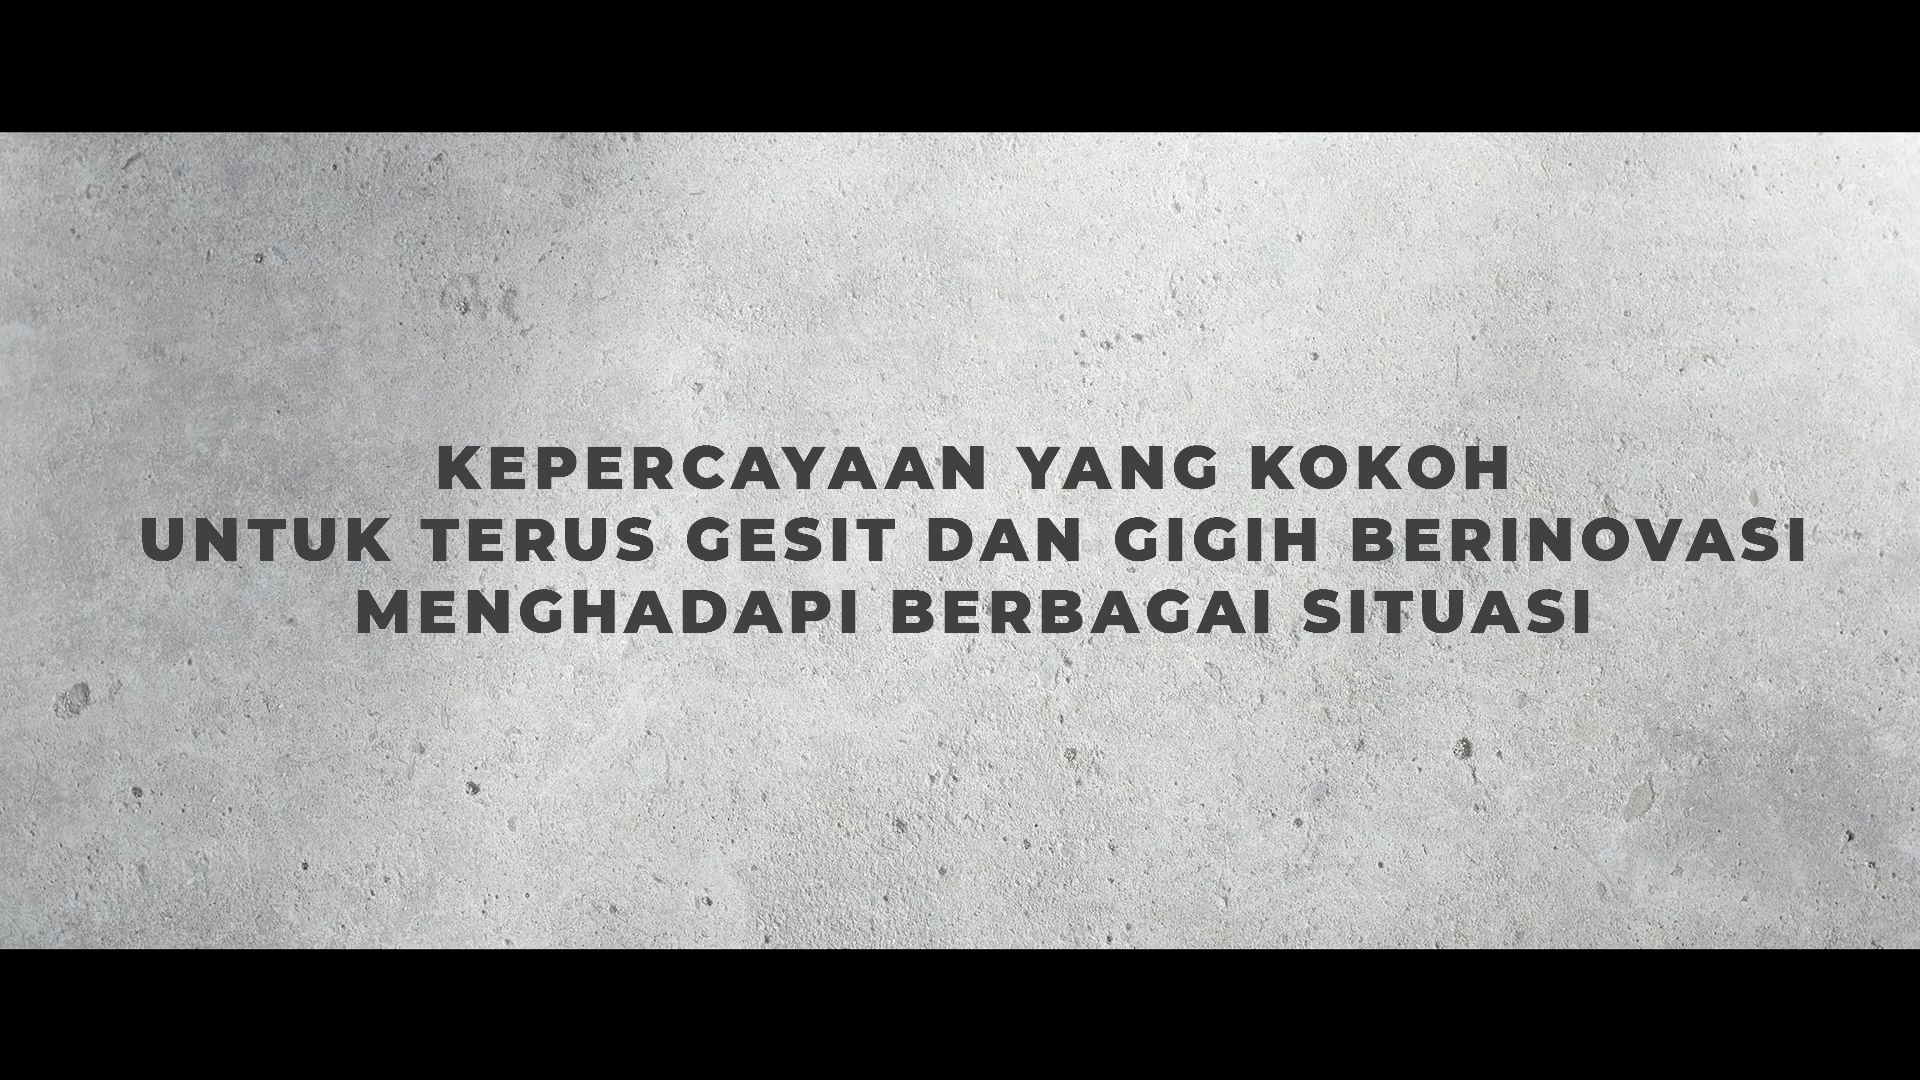 KEPERCAYAAN YANG KOKOH
UNTUK TERUS GESIT DAN GIGIH BERINOVASI
MENGHADAPI BERBAGAI SITUASI